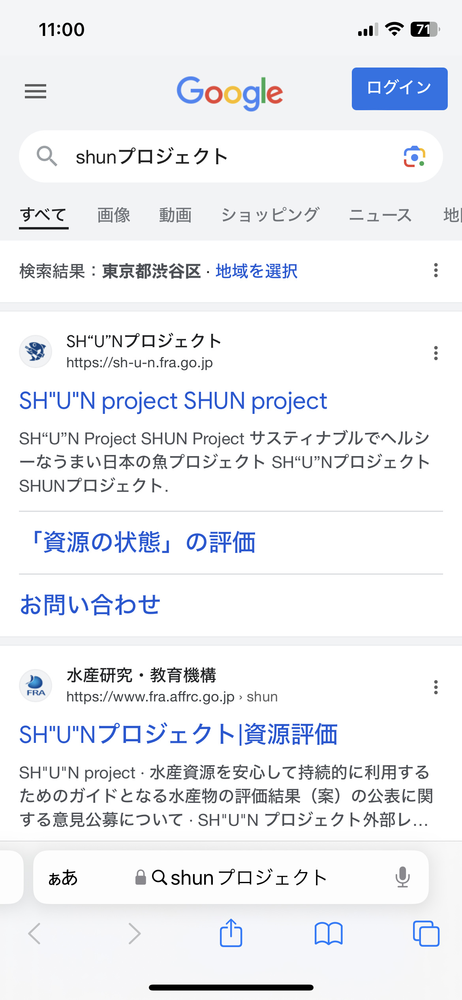 11:00
71
Google
ログイン
shunプロジェクト
すべて 画像 動画 ショッピング ニュース
検索結果：東京都渋谷区 · 地域を選択
SH“U”Nプロジェクト
https://sh-u-n.fra.go.jp
SH"U"N project SHUN project
SH“U”N Project SHUN Project サスティナブルでヘルシ
ーなうまい日本の魚プロジェクト SH“U”Nプロジェクト
SHUNプロジェクト.
「資源の状態」の評価
お問い合わせ
FRA
水産研究・教育機構
https://www.fra.affrc.go.jp › shun
SH"U"Nプロジェクト|資源評価
SH"U"N project · 水産資源を安心して持続的に利用する
ためのガイドとなる水産物の評価結果（案）の公表に関
する意見公募について · SH"U"N プロジェクト外部レ...
ぁあ shun プロジェクト